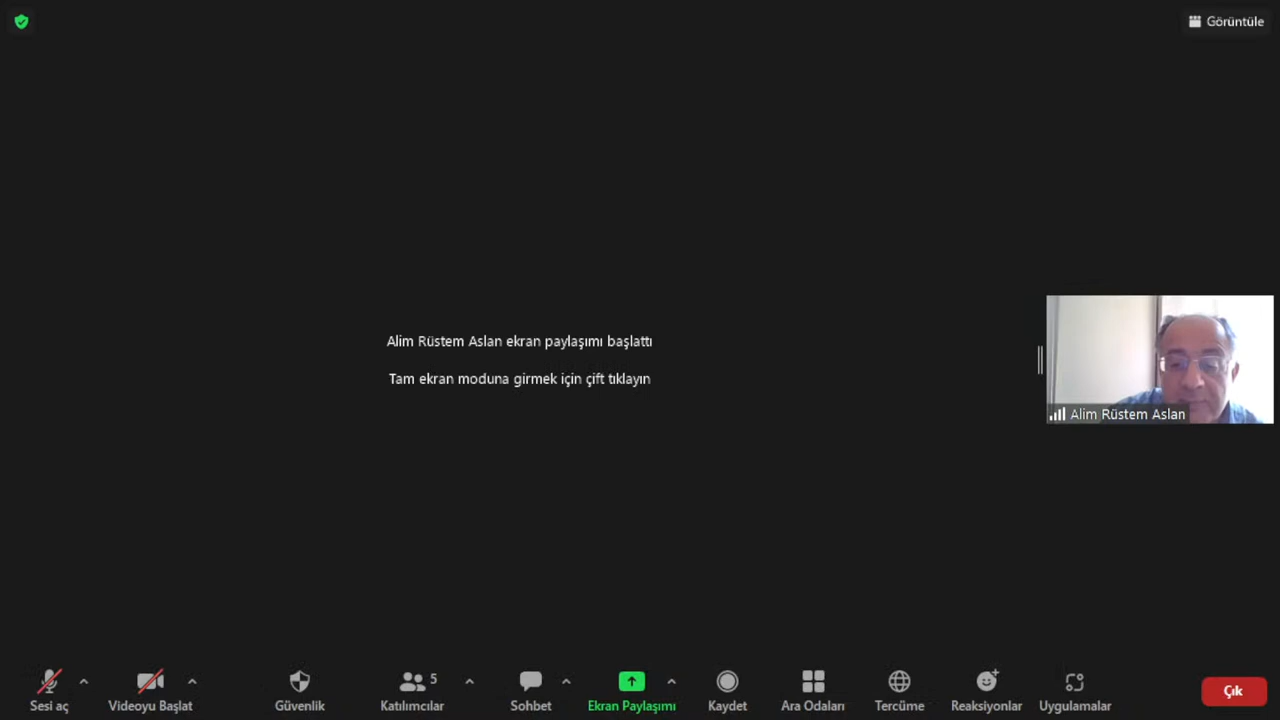 Görüntüle
Alim Rüstem Aslan ekran paylaşımı başlattı
Tam ekran moduna girmek için çift tıklayın
Alim Rüstem Aslan
5
Sesi aç
Videoyu Başlat
Güvenlik
Katılımcılar
Sohbet
Ekran Paylaşımı
Kaydet
Ara Odaları
Tercüme
Reaksiyonlar
Uygulamalar
Çık